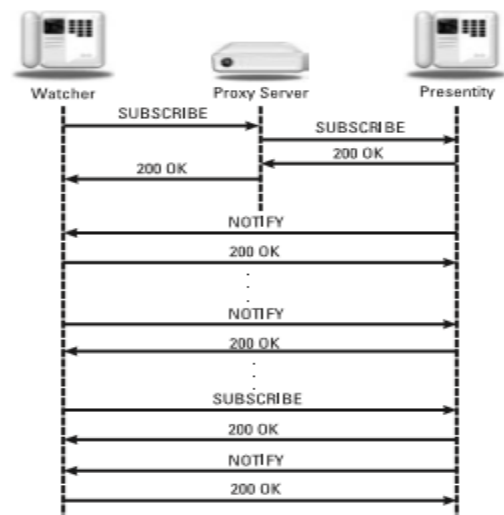 Watcher
Proxy Server
Presentity
SUBSCRIBE
SUBSCRIBE
200 OK
200 OK
NOTIFY
200 OK
NOTIFY
200 OK
SUBSCRIBE
200 OK
NOTIFY
200 OK